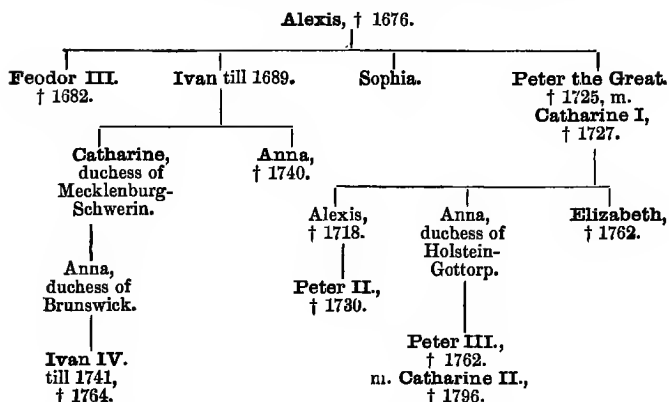 Alexis, † 1676.
Feodor III.
† 1682.
Ivan till 1689.
Sophia.
Peter the Great.
† 1725, m.
Catharine I,
† 1727.
Catharine,
duchess of
Mecklenburg-
Schwerin.
Anna,
† 1740.
Alexis,
† 1718.
Anna,
duchess of
Holstein-
Gottorp.
Elizabeth,
† 1762.
Anna,
duchess of
Brunswick.
Peter II.,
† 1730.
Ivan IV.
till 1741,
† 1764.
Peter III.,
† 1762.
m. Catharine II.,
† 1796.